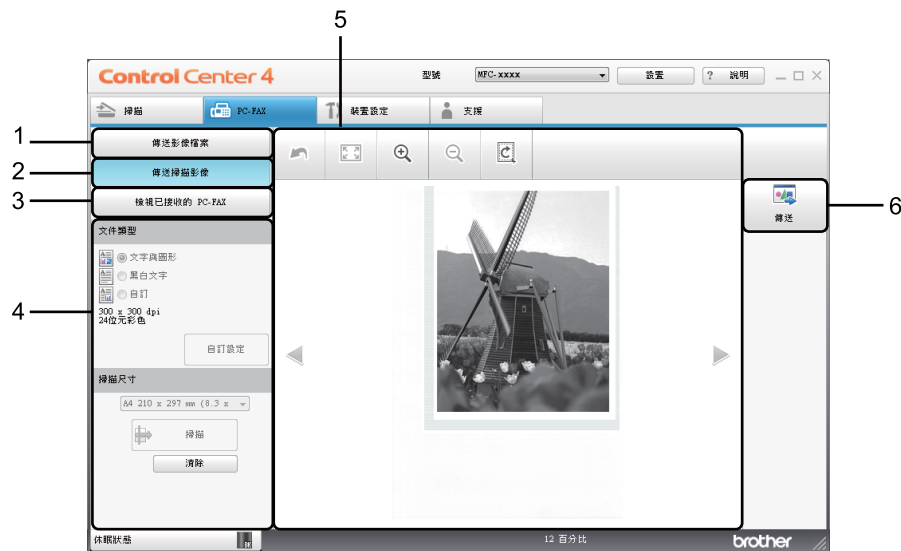 5
Control Center 4
型號
MFC-xxxx
設置
? 說明
掃描
PC-FAX
裝置設定
支援
1
傳送影像檔案
2
傳送掃描影像
3
檢視已接收的 PC-FAX
傳送
6
文件類型
文字與圖形
黑白文字
自訂
4
300 x 300 dpi
24位元彩色
自訂設定
掃描尺寸
A4 210 x 297 mm (8.3 x
掃描
清除
休眠狀態
12 百分比
brother